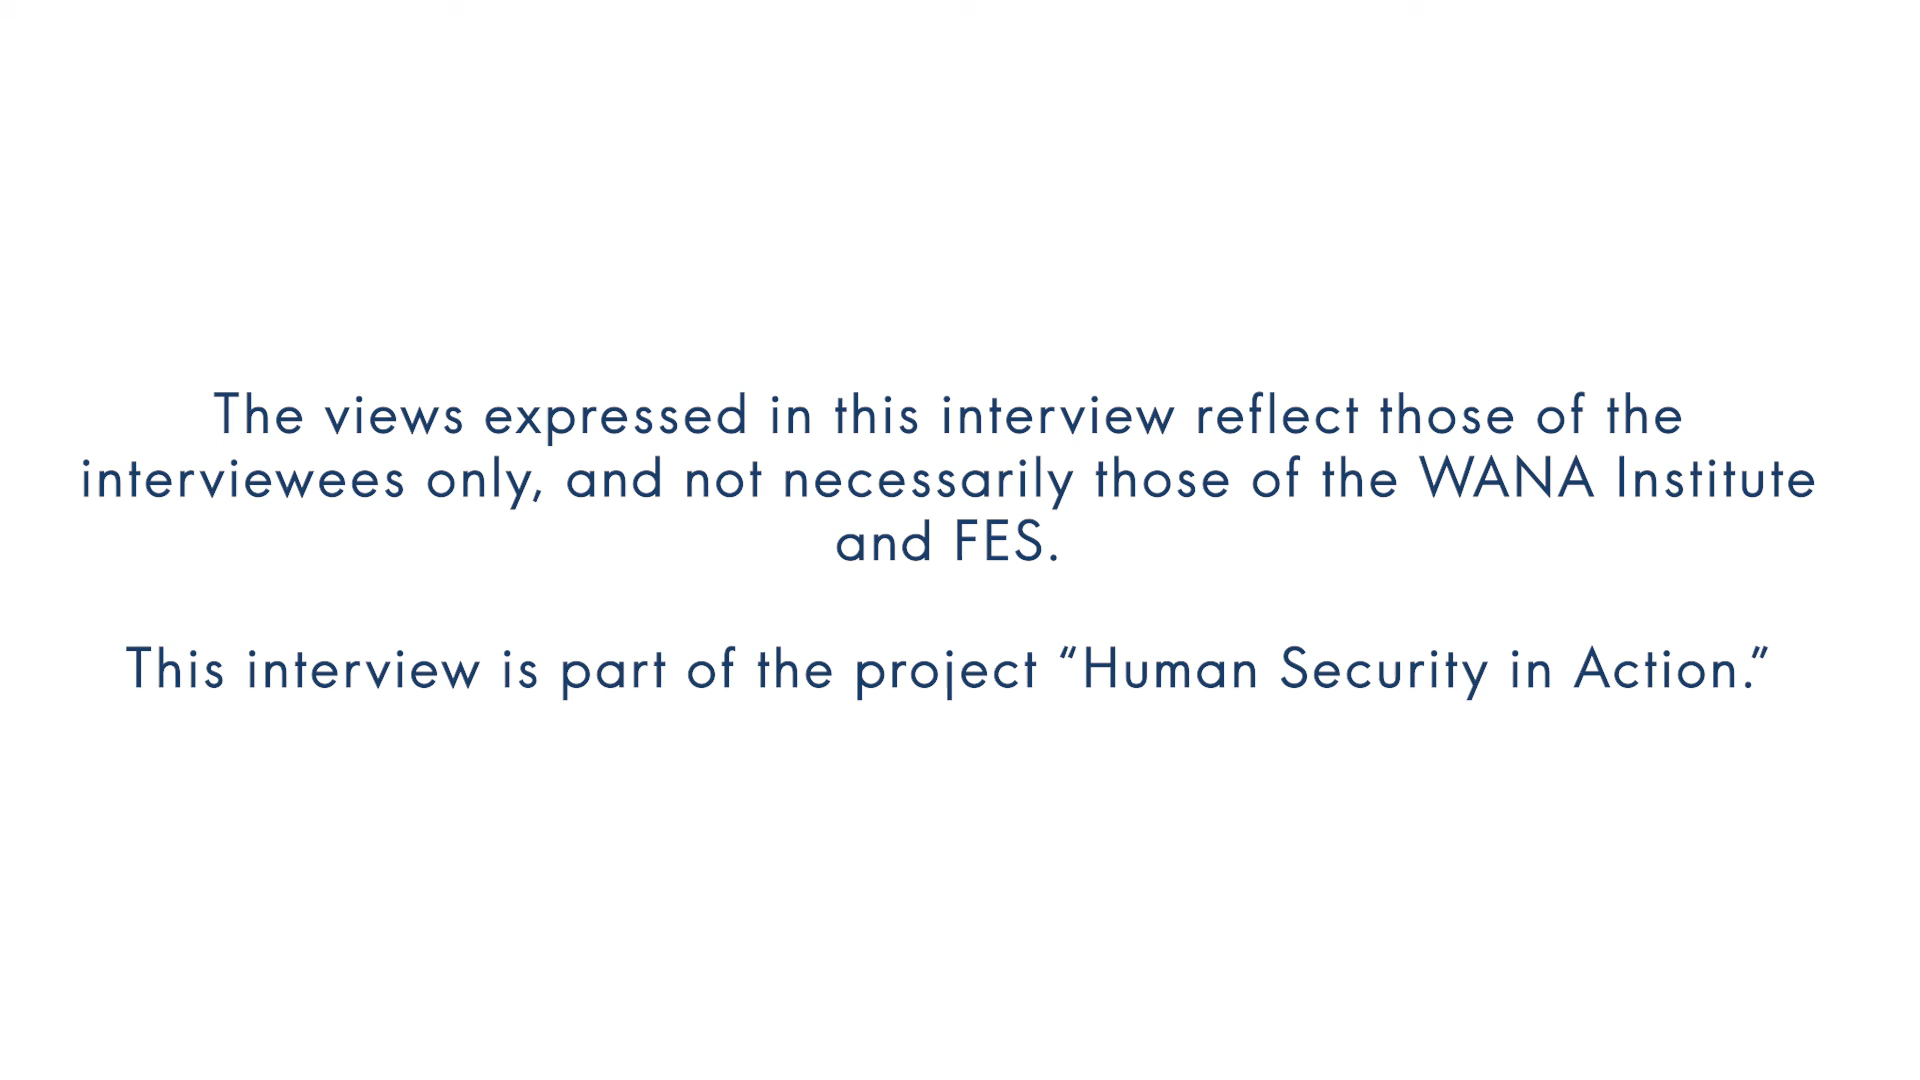 The views expressed in this interview reflect those of the
interviewees only, and not necessarily those of the WANA Institute
and FES.
This interview is part of the project “Human Security in Action.”